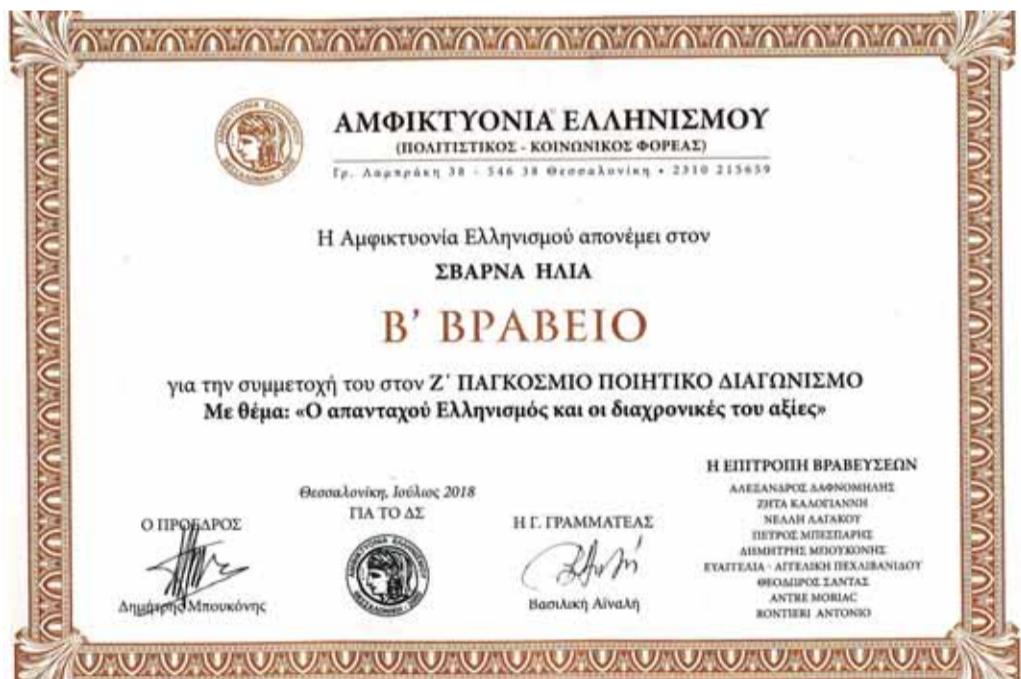 ΑΜΦΙΚΤΥΟΝΙΑ ΕΛΛΗΝΙΣΜΟΥ
(ΠΟΛΙΤΙΣΤΙΚΟΣ - ΚΟΙΝΩΝΙΚΟΣ ΦΟΡΕΑΣ)
Γρ. Λαμπράκη 38 - 546 38 Θεσσαλονίκη • 2310 215659
Η Αμφικτυονία Ελληνισμού απονέμει στον
ΣΒΑΡΝΑ ΗΛΙΑ
Β’ ΒΡΑΒΕΙΟ
για την συμμετοχή του στον Ζ΄ ΠΑΓΚΟΣΜΙΟ ΠΟΙΗΤΙΚΟ ΔΙΑΓΩΝΙΣΜΟ
Με θέμα: «Ο απανταχού Ελληνισμός και οι διαχρονικές του αξίες»
Θεσσαλονίκη, Ιούλιος 2018
ΓΙΑ ΤΟ ΔΣ
Ο ΠΡΟΕΔΡΟΣ
Δημήτρης Μπουκόνης
ΑΜΦΙΚΤΥΟΝΙΑ ΕΛΛΗΝΙΣΜΟΥ
Η Γ. ΓΡΑΜΜΑΤΕΑΣ
Βασιλική Αϊναλή
Η ΕΠΙΤΡΟΠΗ ΒΡΑΒΕΥΣΕΩΝ
ΑΛΕΞΑΝΔΡΟΣ ΔΑΦΝΟΜΗΛΗΣ
ΖΗΤΑ ΚΑΛΟΓΙΑΝΝΗ
ΝΕΛΛΗ ΛΑΓΑΚΟΥ
ΠΕΤΡΟΣ ΜΠΕΣΠΑΡΗΣ
ΔΗΜΗΤΡΗΣ ΜΠΟΥΚΟΝΗΣ
ΕΥΑΓΓΕΛΙΑ - ΑΓΓΕΛΙΚΗ ΠΕΧΛΙΒΑΝΙΔΟΥ
ΘΕΟΔΩΡΟΣ ΣΑΝΤΑΣ
ANTRE MORIAC
RONTIERI ANTONIO